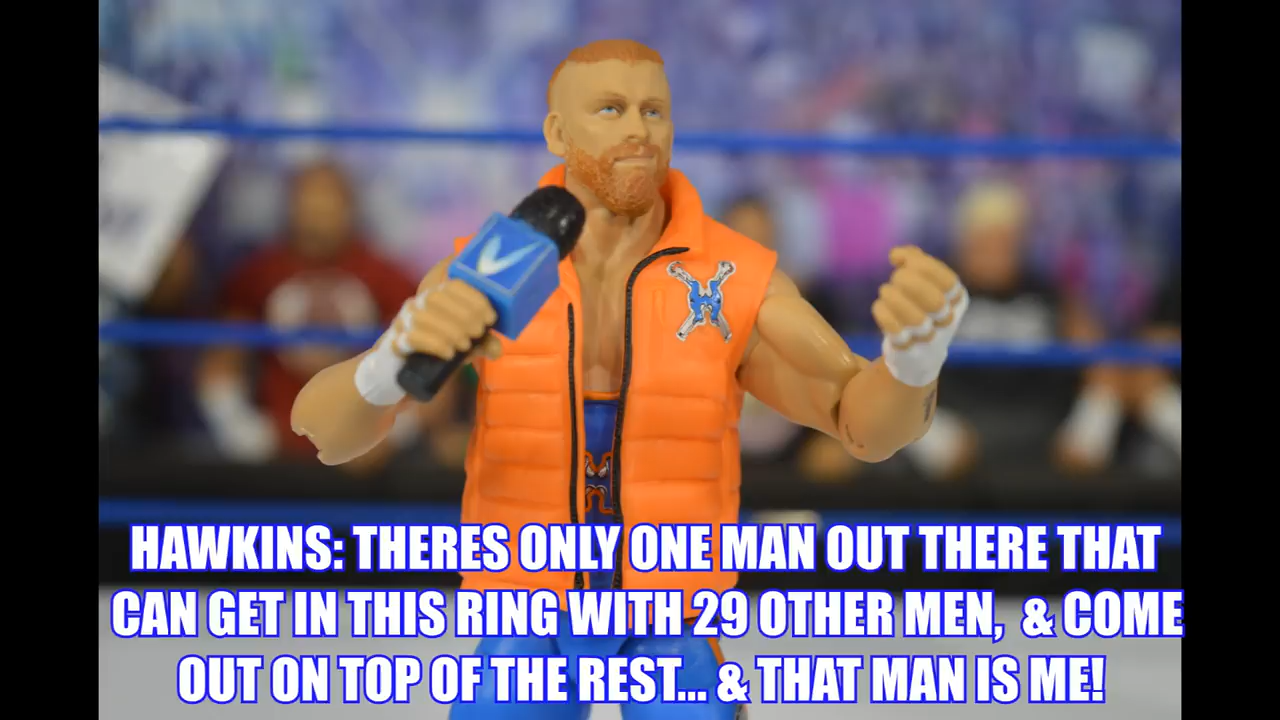 HAWKINS: THERES ONLY ONE MAN OUT THERE THAT
CAN GET IN THIS RING WITH 29 OTHER MEN, & COME
OUT ON TOP OF THE REST... & THAT MAN IS ME!